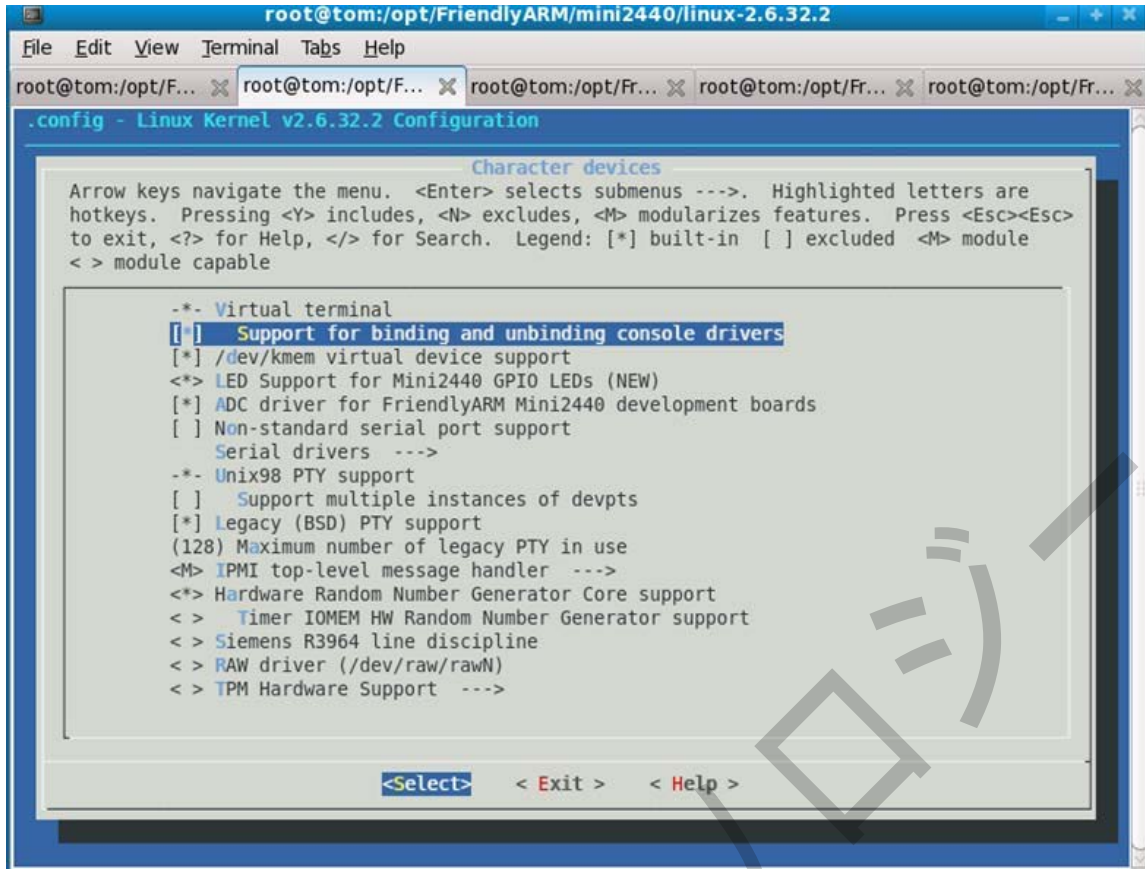 root@tom:/opt/FriendlyARM/mini2440/linux-2.6.32.2
File Edit View Terminal Tabs Help
root@tom:/opt/F... root@tom:/opt/F... root@tom:/opt/Fr... root@tom:/opt/Fr... root@tom:/opt/Fr...
.config - Linux Kernel v2.6.32.2 Configuration
Character devices
Arrow keys navigate the menu. <Enter> selects submenus --->. Highlighted letters are
hotkeys. Pressing <Y> includes, <N> excludes, <M> modularizes features. Press <Esc><Esc>
to exit, <?> for Help, </> for Search. Legend: [*] built-in [ ] excluded <M> module
< > module capable
-*- Virtual terminal
[*] Support for binding and unbinding console drivers
[*] /dev/kmem virtual device support
<*> LED Support for Mini2440 GPIO LEDs (NEW)
[*] ADC driver for FriendlyARM Mini2440 development boards
[ ] Non-standard serial port support
Serial drivers --->
-*- Unix98 PTY support
[ ] Support multiple instances of devpts
[*] Legacy (BSD) PTY support
(128) Maximum number of legacy PTY in use
<M> IPMI top-level message handler --->
<*> Hardware Random Number Generator Core support
< > Timer IOMEM HW Random Number Generator support
< > Siemens R3964 line discipline
< > RAW driver (/dev/raw/rawN)
< > TPM Hardware Support --->
<Select> < Exit > < Help >
ロジー